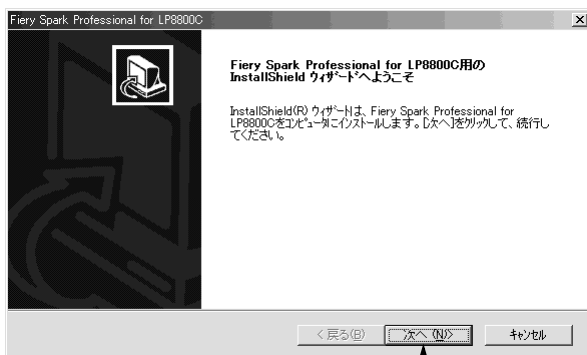 Fiery Spark Professional for LP8800C
Fiery Spark Professional for LP8800C用の
InstallShield ウィザードへようこそ
InstallShield(R) ウィザードは、Fiery Spark Professional for
LP8800Cをコンピュータにインストールします。[次へ]をクリックして、続行し
てください。
< 戻る(B)
次へ (N)>
キャンセル